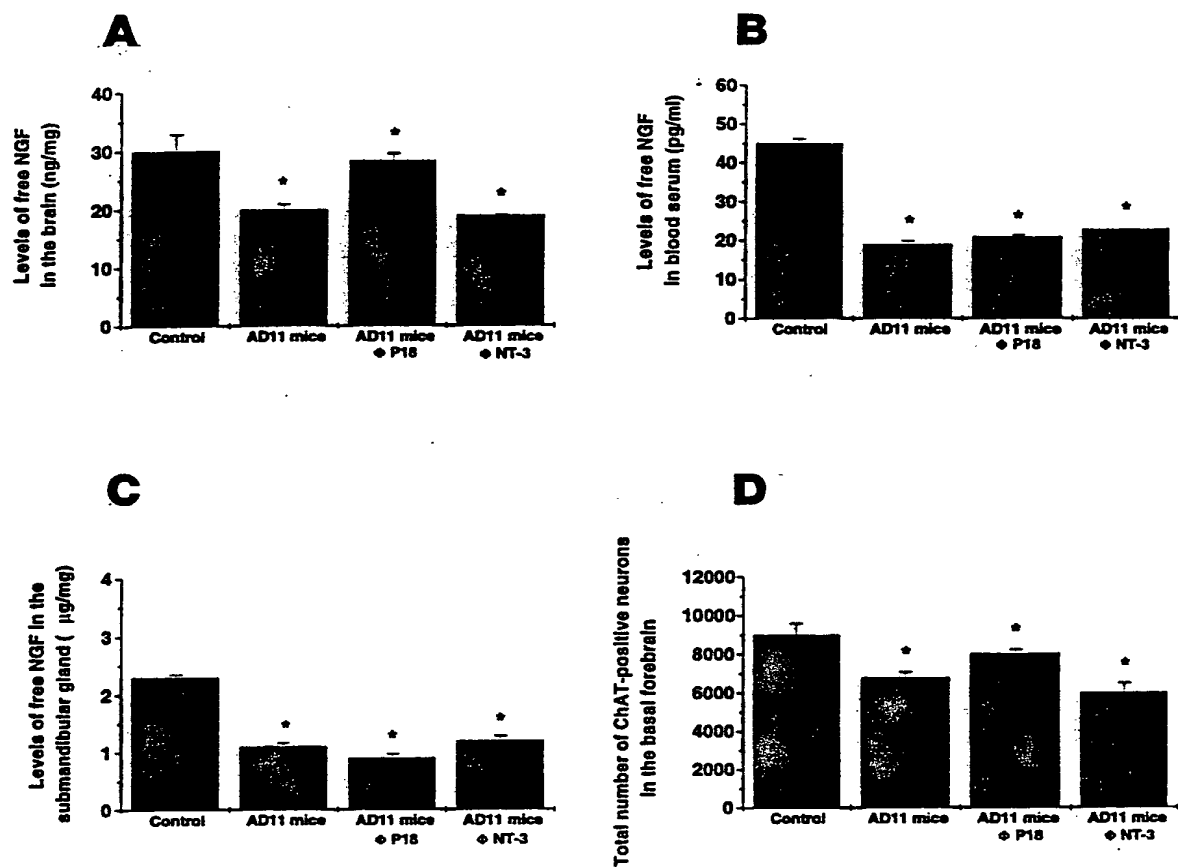 A
Levels of free NGF
In the brain (ng/mg)
40
30
20
10
0
*
*
*
Control
AD11 mice
AD11 mice
Φ P18
AD11 mice
Φ NT-3
B
Levels of free NGF
In blood serum (pg/ml)
60
50
40
30
20
10
0
*
*
*
Control
AD11 mice
AD11 mice
Φ P18
AD11 mice
Φ NT-3
C
Levels of free NGF in the
submandibular gland ( µg/mg)
4
3
2
1
0
*
*
*
Control
AD11 mice
AD11 mice
Φ P18
AD11 mice
Φ NT-3
D
Total number of ChAT-positive neurons
In the basal forebrain
12000
10000
8000
6000
4000
2000
0
*
*
*
Control
AD11 mice
AD11 mice
Φ P18
AD11 mice
Φ NT-3